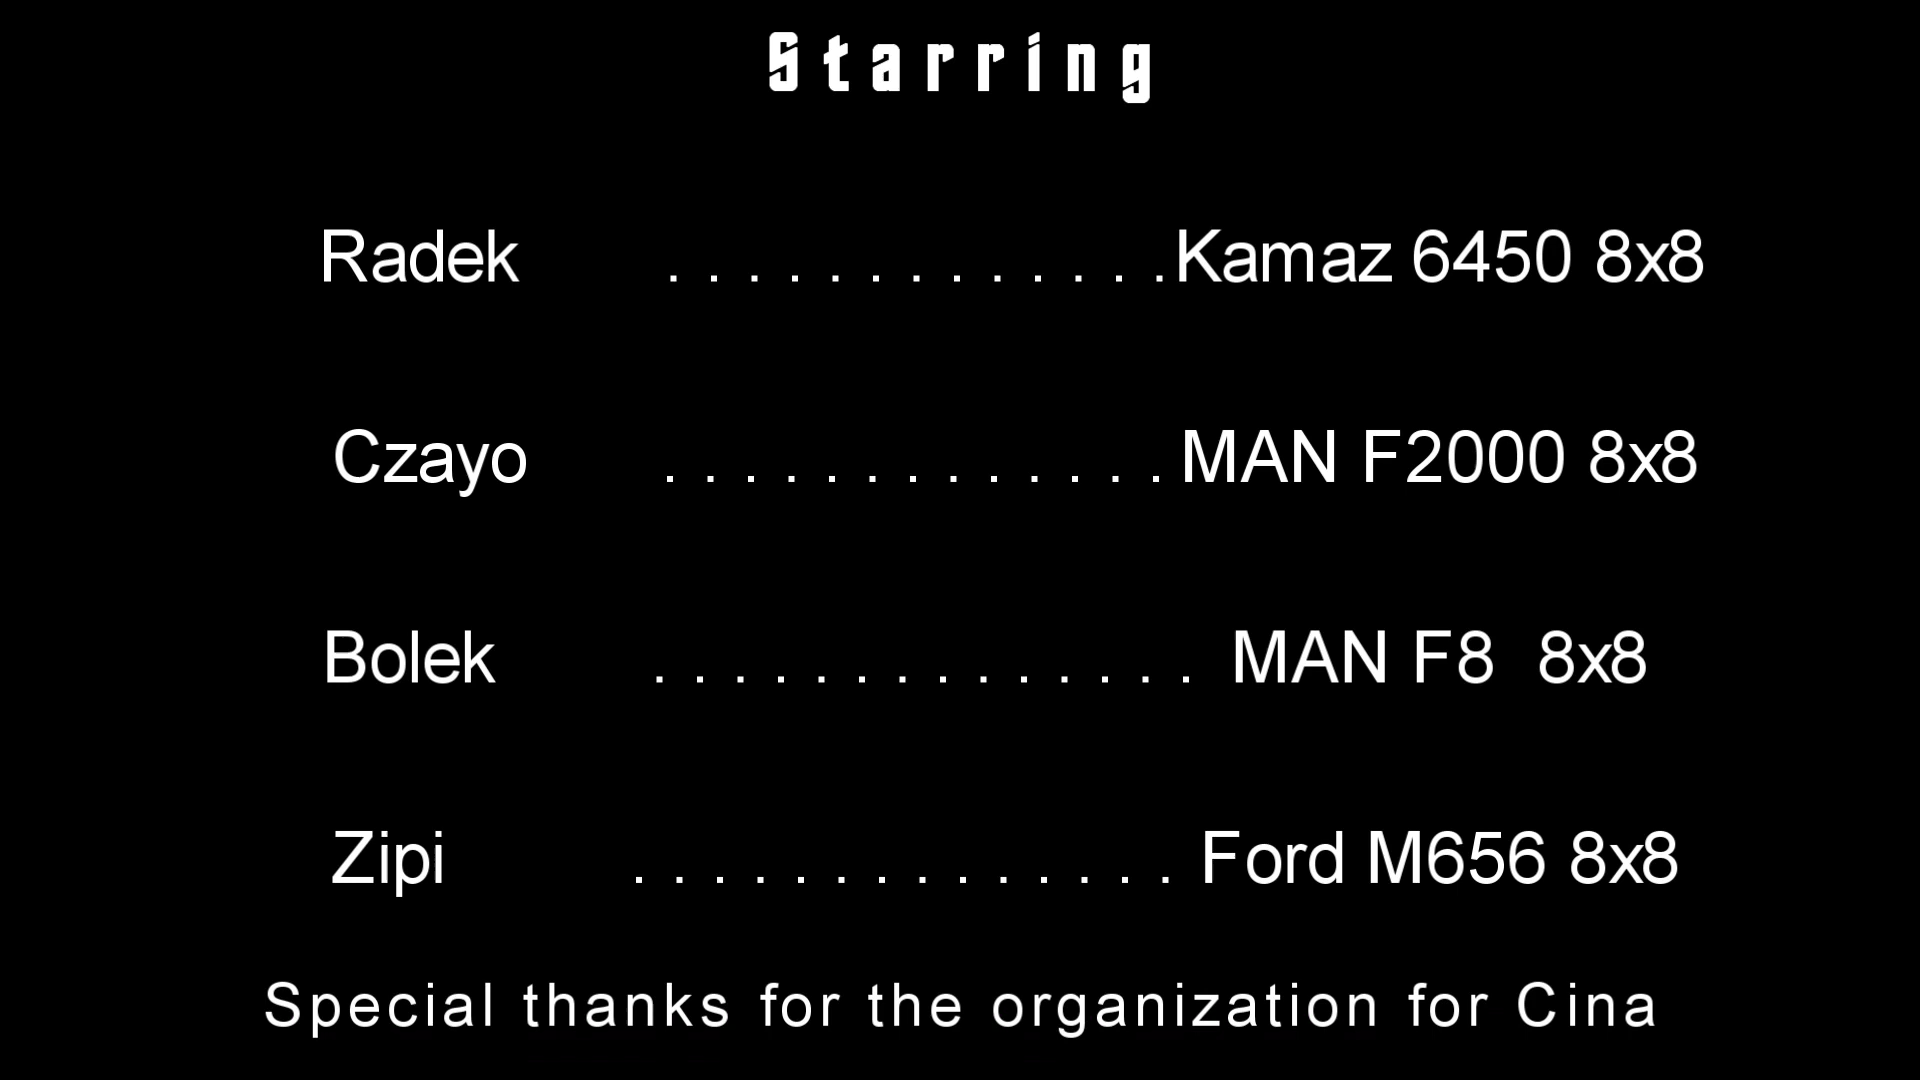 Starring
Radek . . . . . . . . . . . . . Kamaz 6450 8x8
Czayo . . . . . . . . . . . . . MAN F2000 8x8
Bolek . . . . . . . . . . . . . . MAN F8 8x8
Zipi . . . . . . . . . . . . . . Ford M656 8x8
Special thanks for the organization for Cina